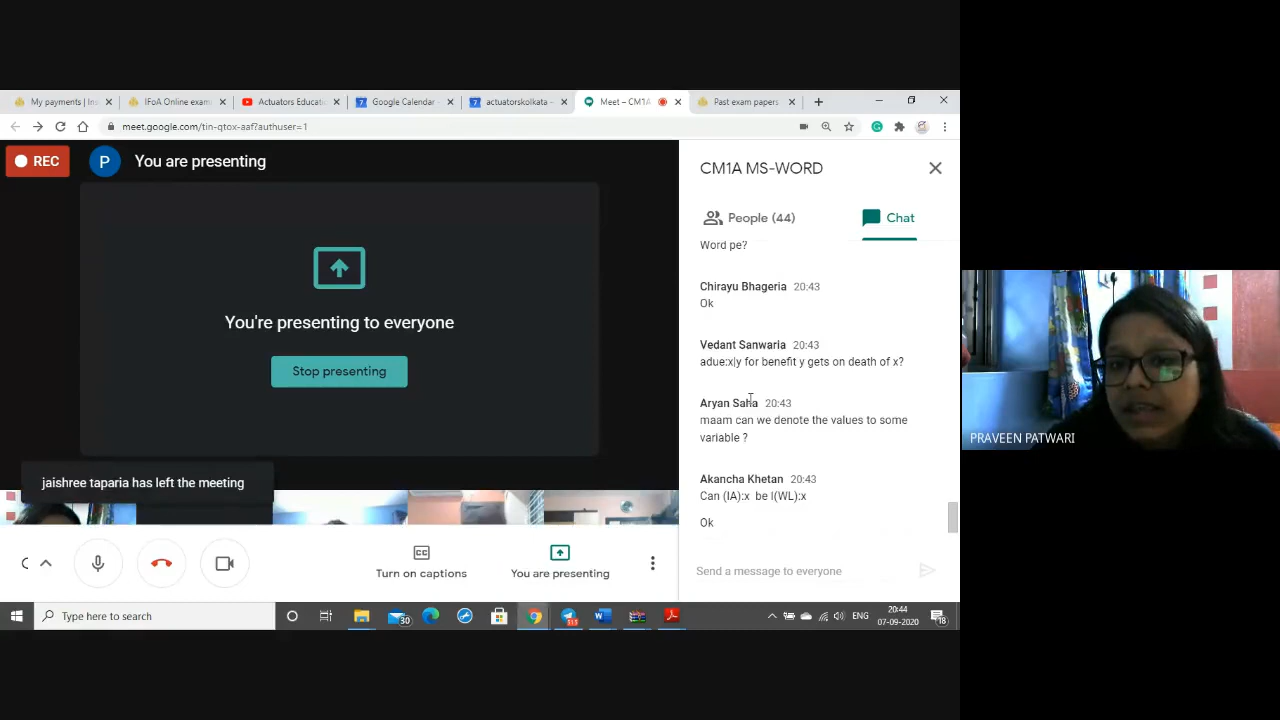 My payments | Ins
IFoA Online exam
Actuators Educati
Google Calendar -
actuatorskolkata –
Meet – CM1A
Past exam papers
meet.google.com/tin-qtox-aaf?authuser=1
REC
P
You are presenting
You're presenting to everyone
Stop presenting
jaishree taparia has left the meeting
C
Turn on captions
You are presenting
CM1A MS-WORD
People (44)
Chat
Word pe?
Chirayu Bhageria 20:43
Ok
Vedant Sanwaria 20:43
adue:x|y for benefit y gets on death of x?
Aryan Saha 20:43
maam can we denote the values to some
variable ?
Akancha Khetan 20:43
Can (IA):x be I(WL):x
Ok
Send a message to everyone
Type here to search
30
ENG
20:44
07-09-2020
18
PRAVEEN PATWARI